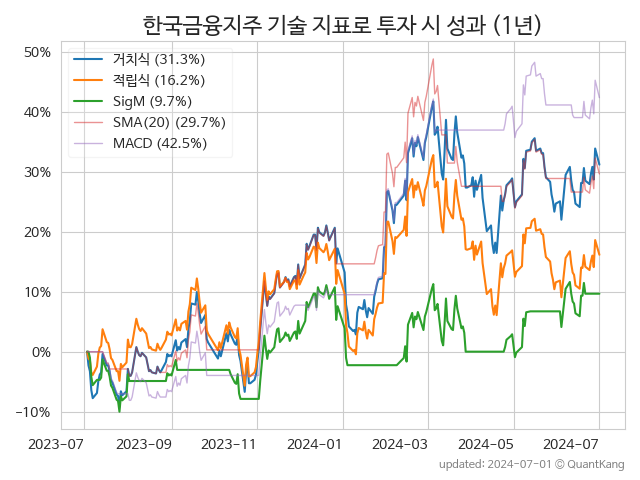 한국금융지주 기술 지표로 투자 시 성과 (1년)
50%
40%
30%
20%
10%
0%
−10%
거치식 (31.3%)
적립식 (16.2%)
SigM (9.7%)
SMA(20) (29.7%)
MACD (42.5%)
2023-07
2023-09
2023-11
2024-01
2024-03
2024-05
2024-07
updated: 2024-07-01 © QuantKang